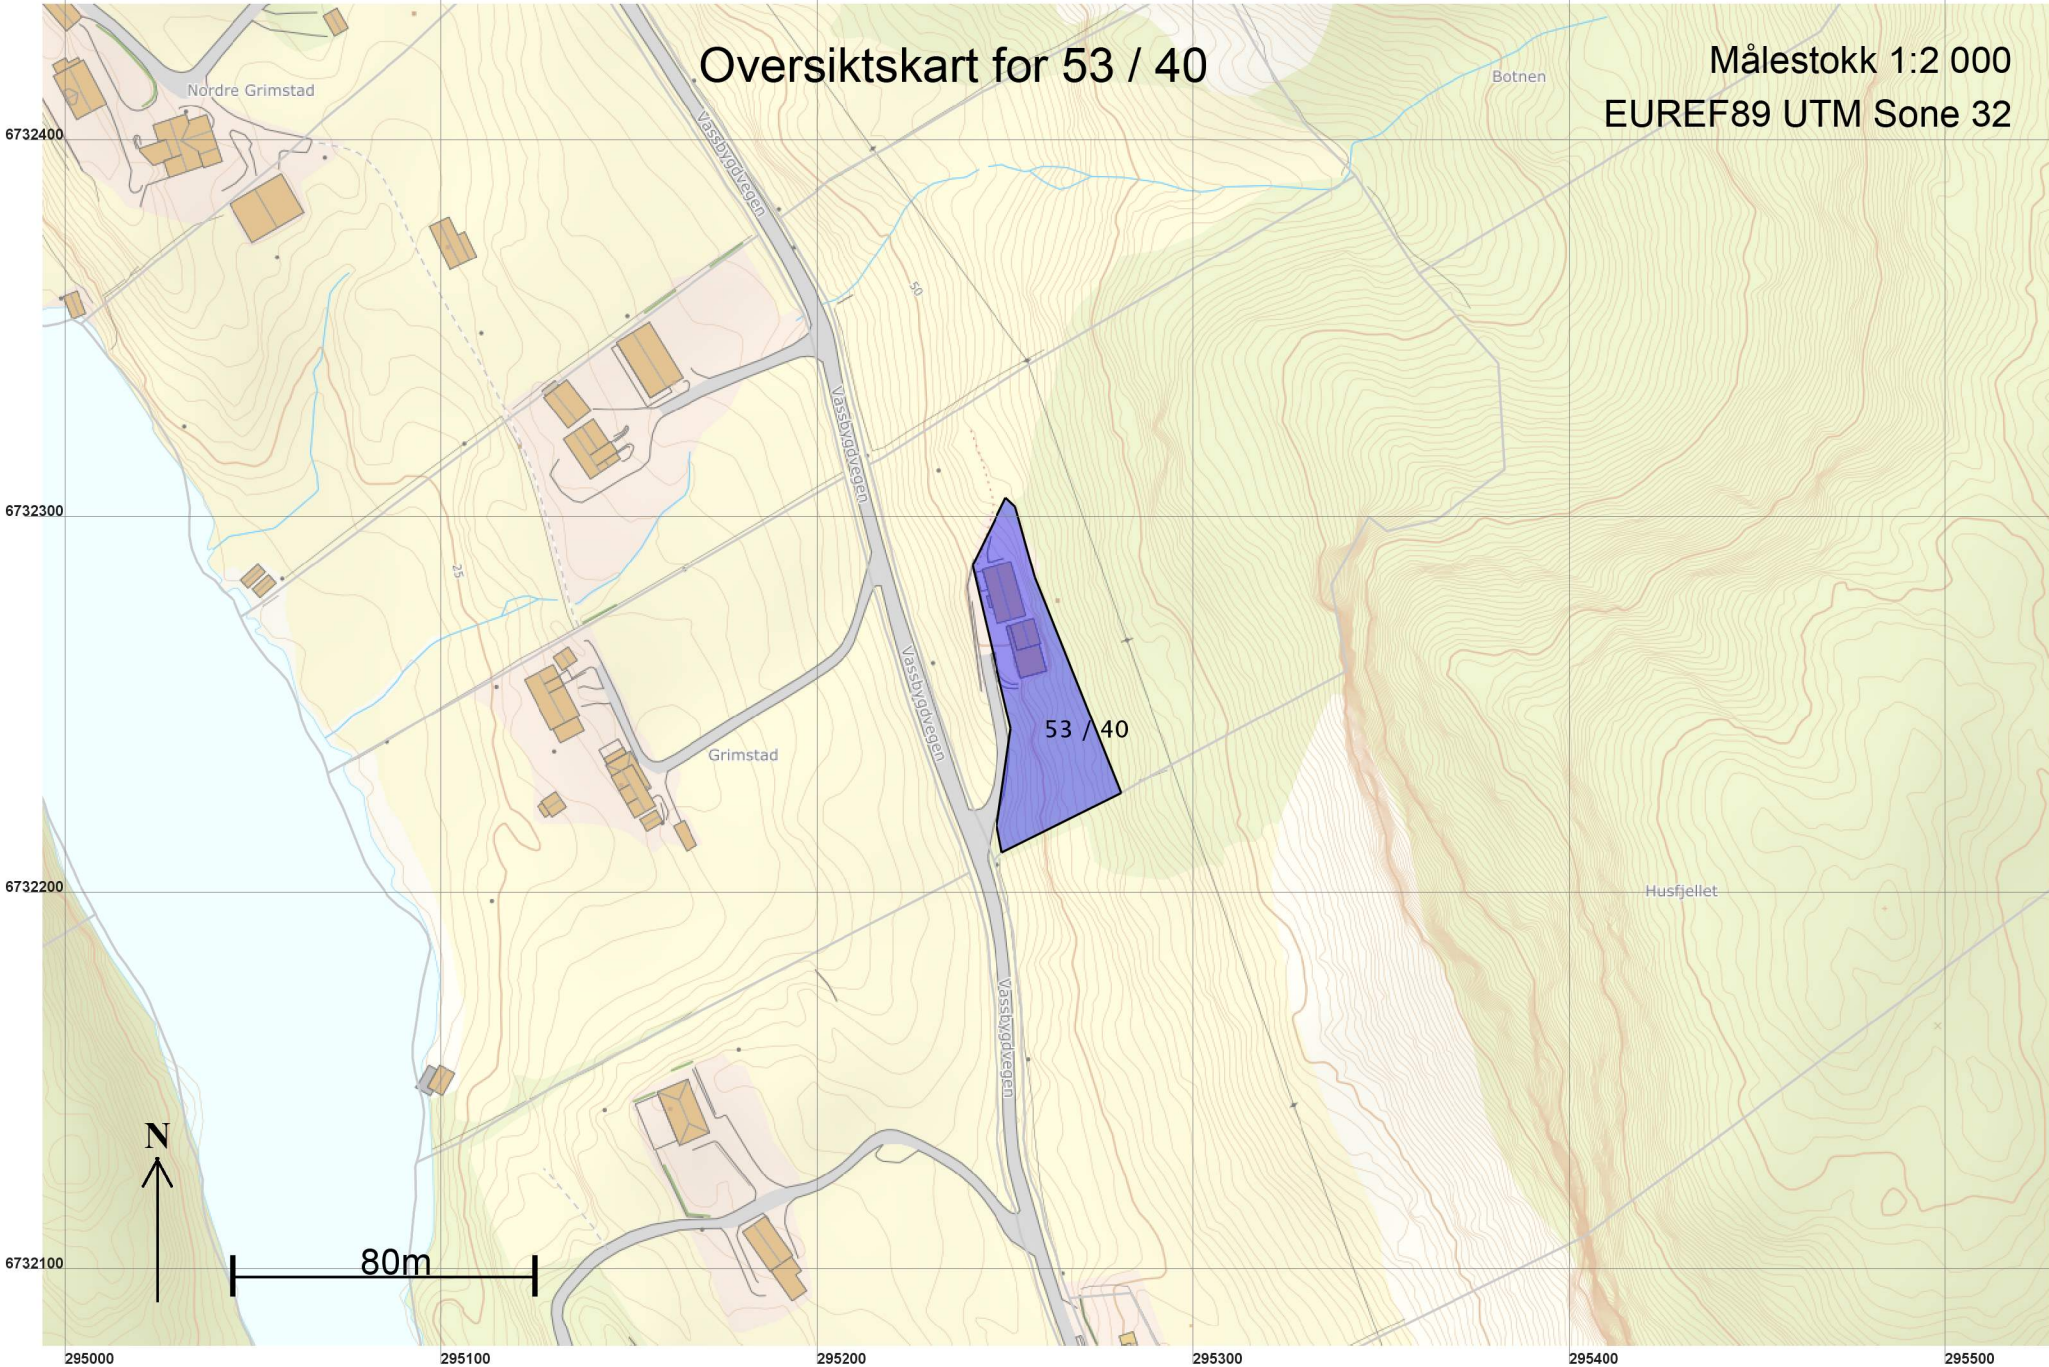 Oversiktskart for 53 / 40
Målestokk 1:2 000
EUREF89 UTM Sone 32
Nordre Grimstad
Botnen
6732400
Vassbygdvegen
50
Vassbygdvegen
6732300
25
Vassbygdvegen
53 / 40
Grimstad
6732200
Husfjellet
Vassbygdvegen
N
80m
6732100
295000
295100
295200
295300
295400
295500